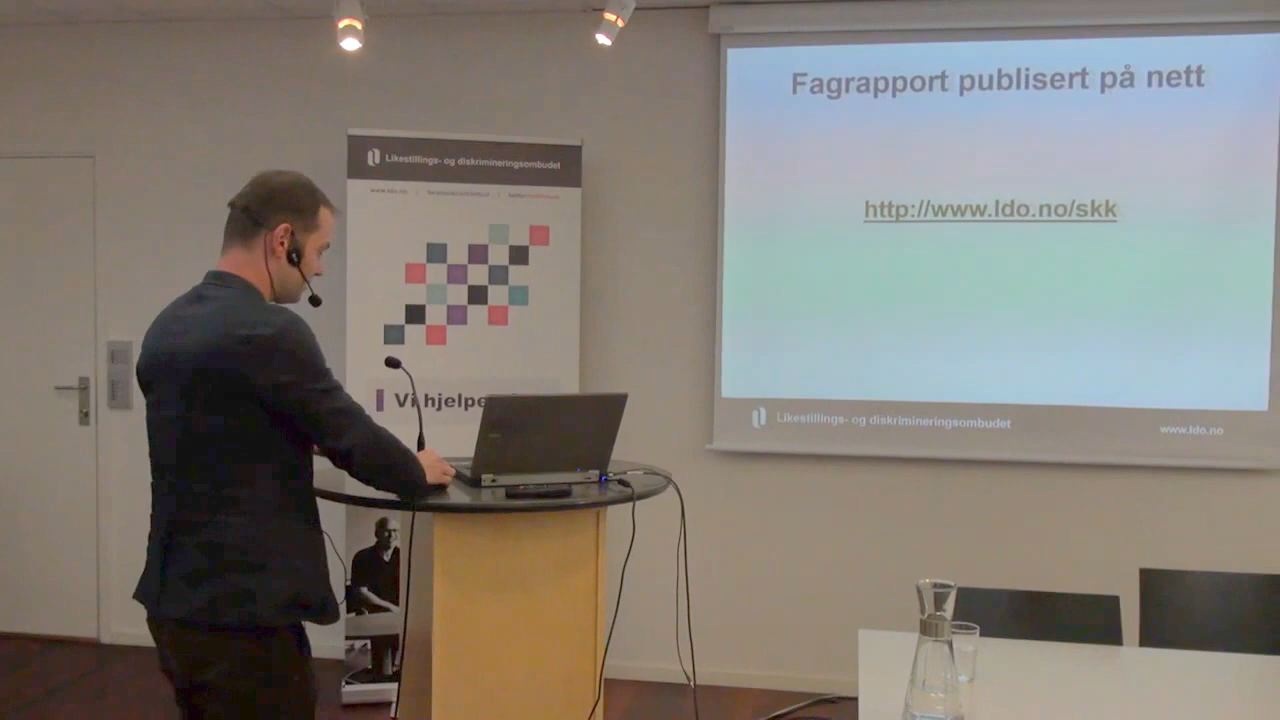 Fagrapport publisert på nett
http://www.ldo.no/skk
Likestillings- og diskrimineringsombudet
www.ldo.no
Likestillings- og diskrimineringsombudet
www.ldo.no
Vi hjelpe